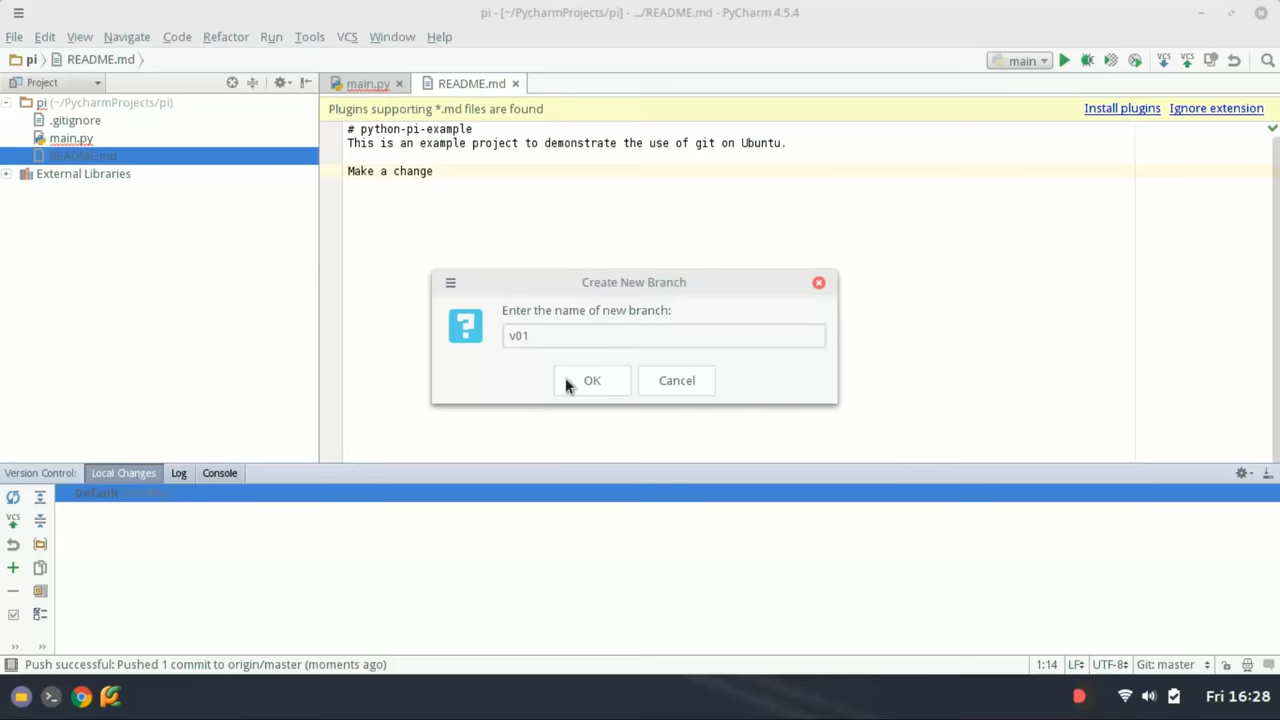 pi - [~/PycharmProjects/pi] - .../README.md - PyCharm 4.5.4
File Edit View Navigate Code Refactor Run Tools VCS Window Help
pi README.md main
Project main.py README.md
Plugins supporting *.md files are found Install plugins Ignore extension
pi (~/PycharmProjects/pi)
.gitignore
main.py
README.md
External Libraries
# python-pi-example
This is an example project to demonstrate the use of git on Ubuntu.
Make a change
Create New Branch
Enter the name of new branch:
v01
OK Cancel
Version Control: Local Changes Log Console
Default
VCS
Push successful: Pushed 1 commit to origin/master (moments ago) 1:14 LF UTF-8 Git: master
Fri 16:28